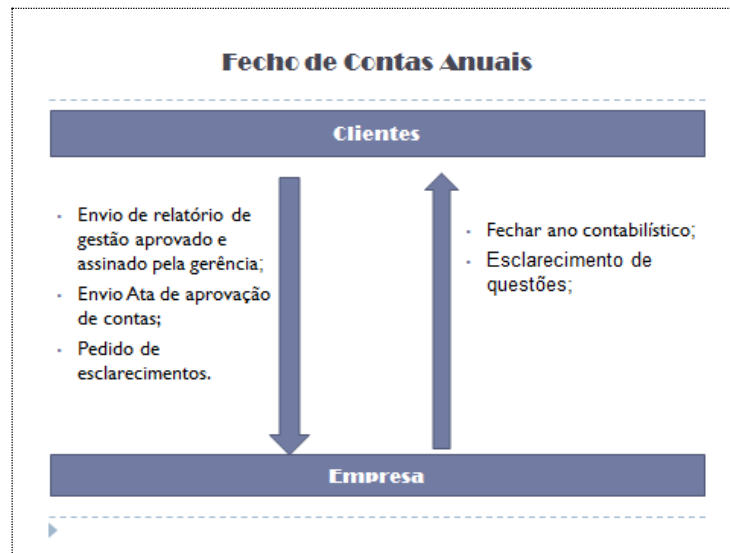 Fecho de Contas Anuais
Clientes
• Envio de relatório de
gestão aprovado e
assinado pela gerência;
• Envio Ata de aprovação
de contas;
• Pedido de
esclarecimentos.
• Fechar ano contabilístico;
• Esclarecimento de
questões;
Empresa